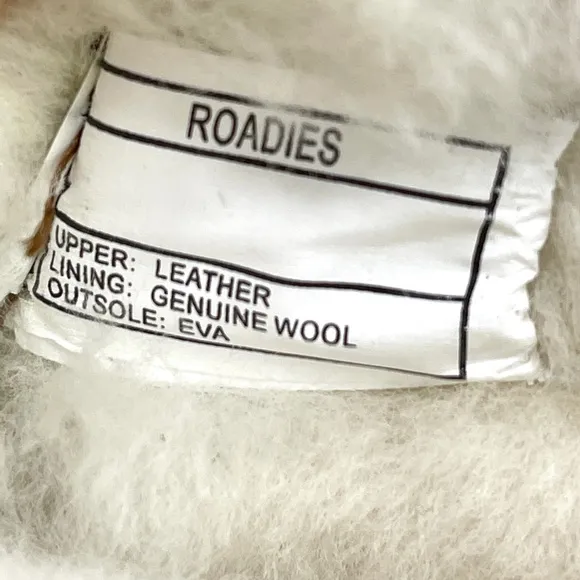 ROADIES
UPPER: LEATHER
LINING: GENUINE WOOL
OUTSOLE: EVA